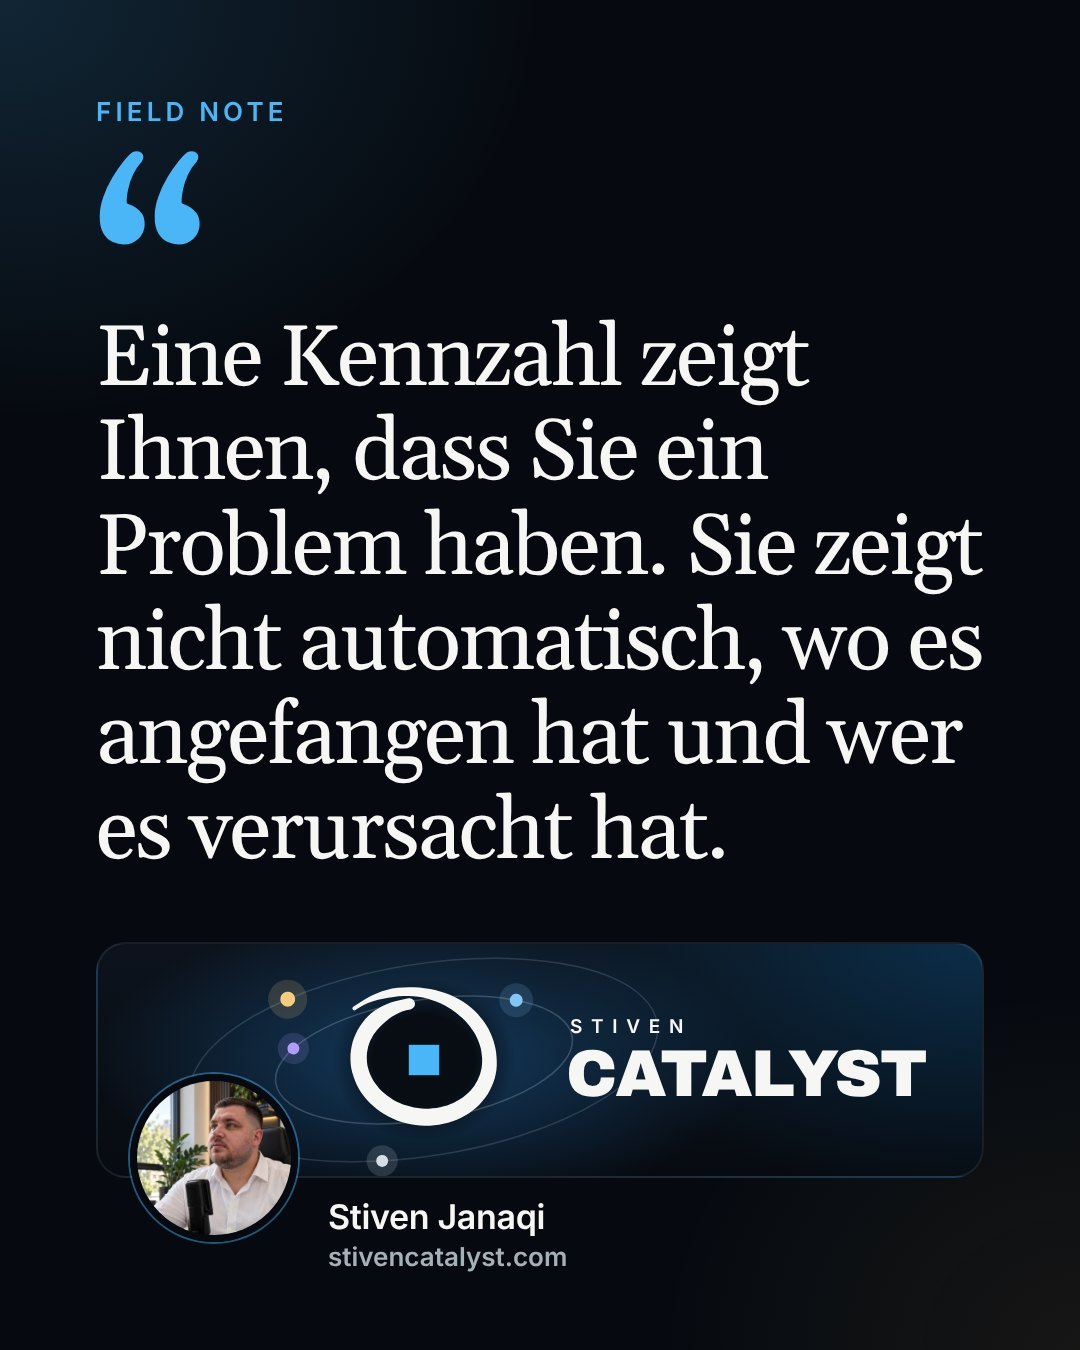 FIELD NOTE
“
Eine Kennzahl zeigt
Ihnen, dass Sie ein
Problem haben. Sie zeigt
nicht automatisch, wo es
angefangen hat und wer
es verursacht hat.
STIVEN
CATALYST
Stiven Janaqi
stivencatalyst.com